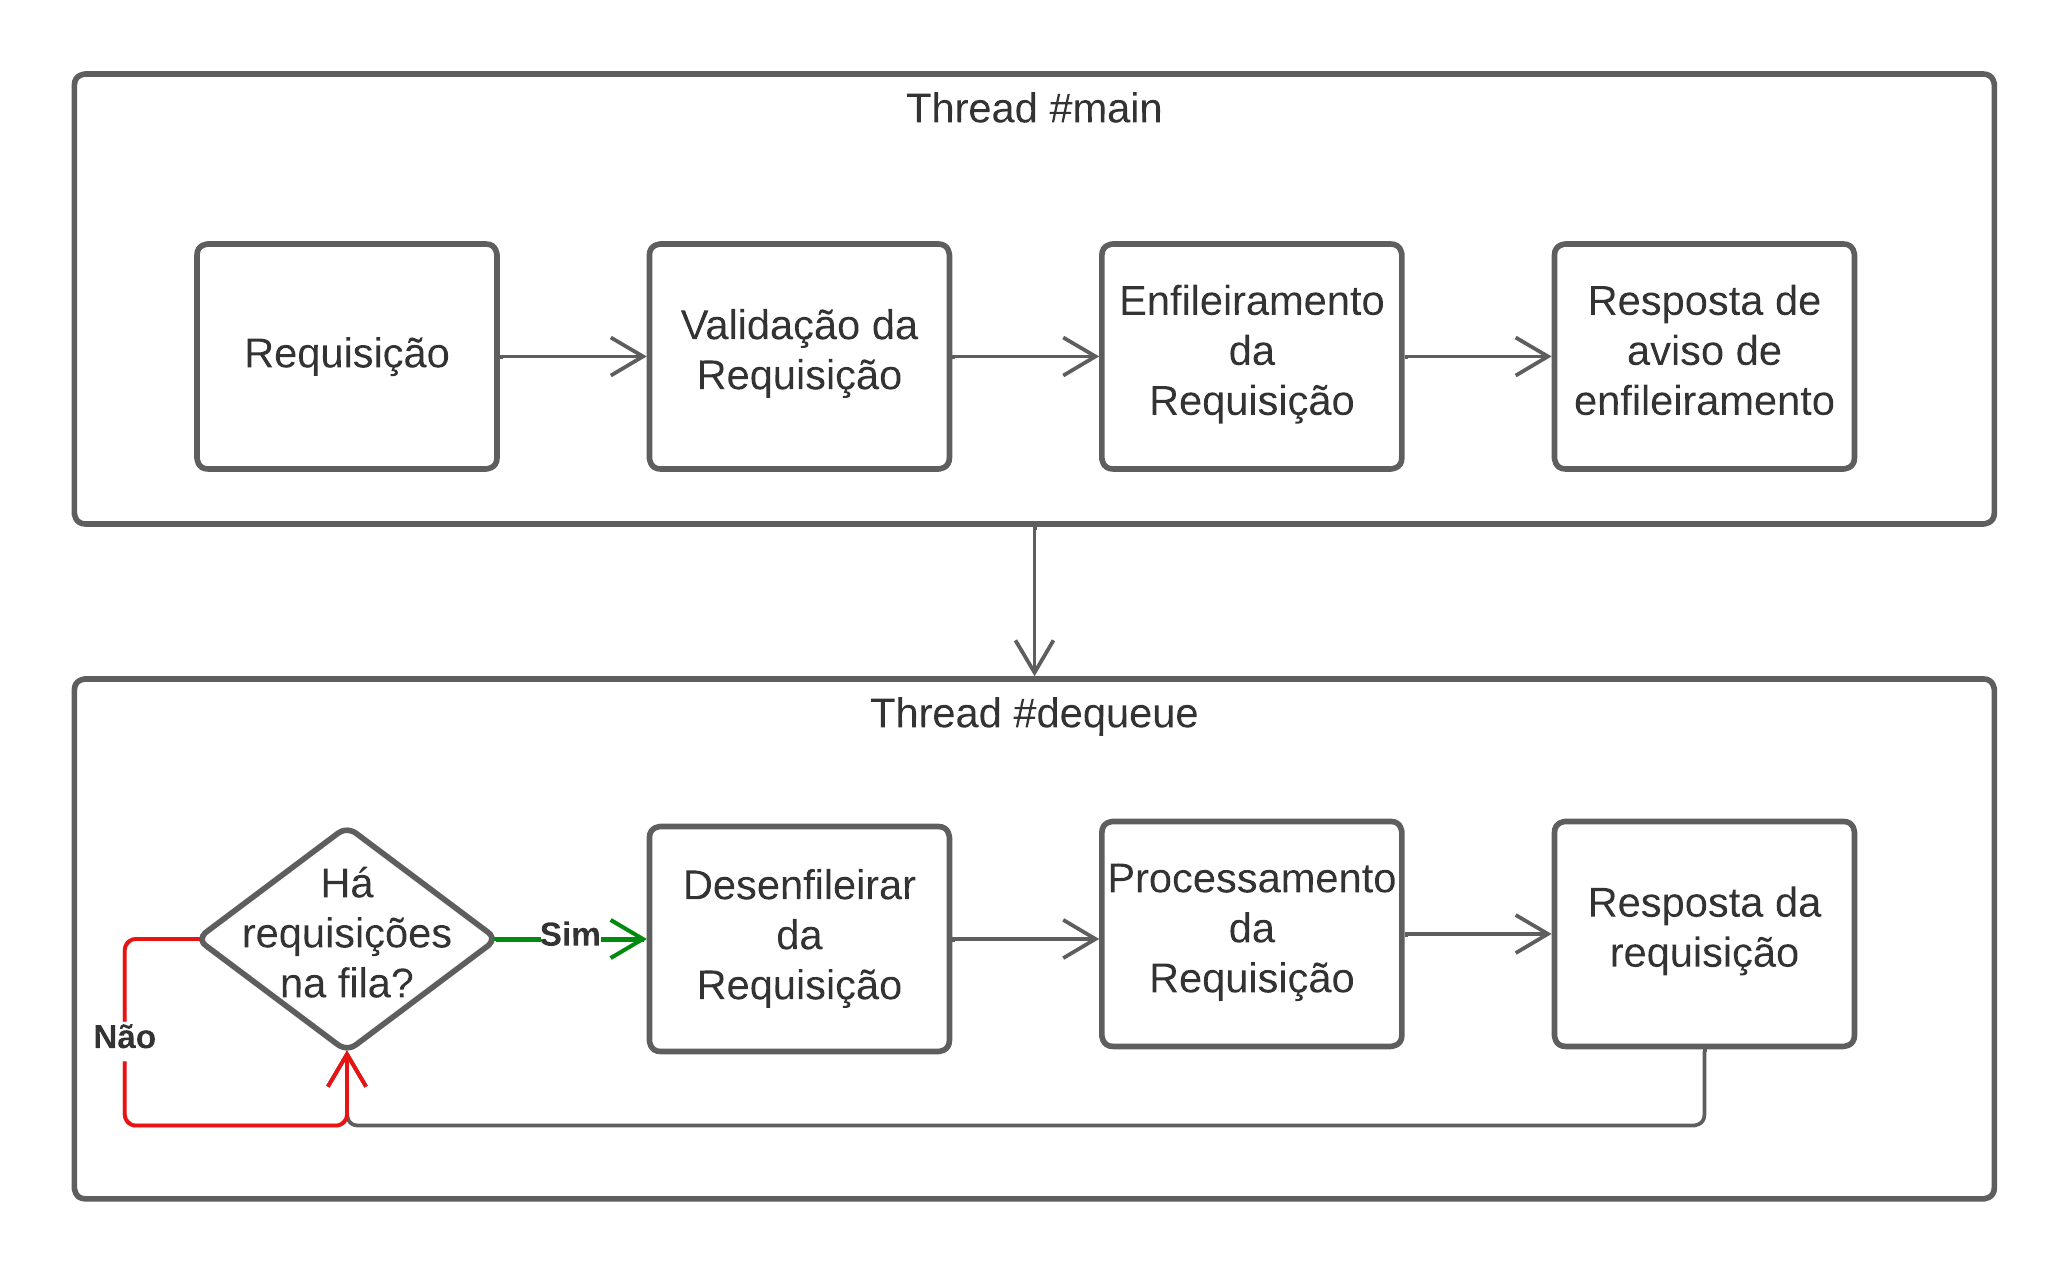 Thread #main
Requisição
Validação da
Requisição
Enfileiramento
da
Requisição
Resposta de
aviso de
enfileiramento
Thread #dequeue
Há
requisições
na fila?
Sim
Não
Desenfileirar
da
Requisição
Processamento
da
Requisição
Resposta da
requisição